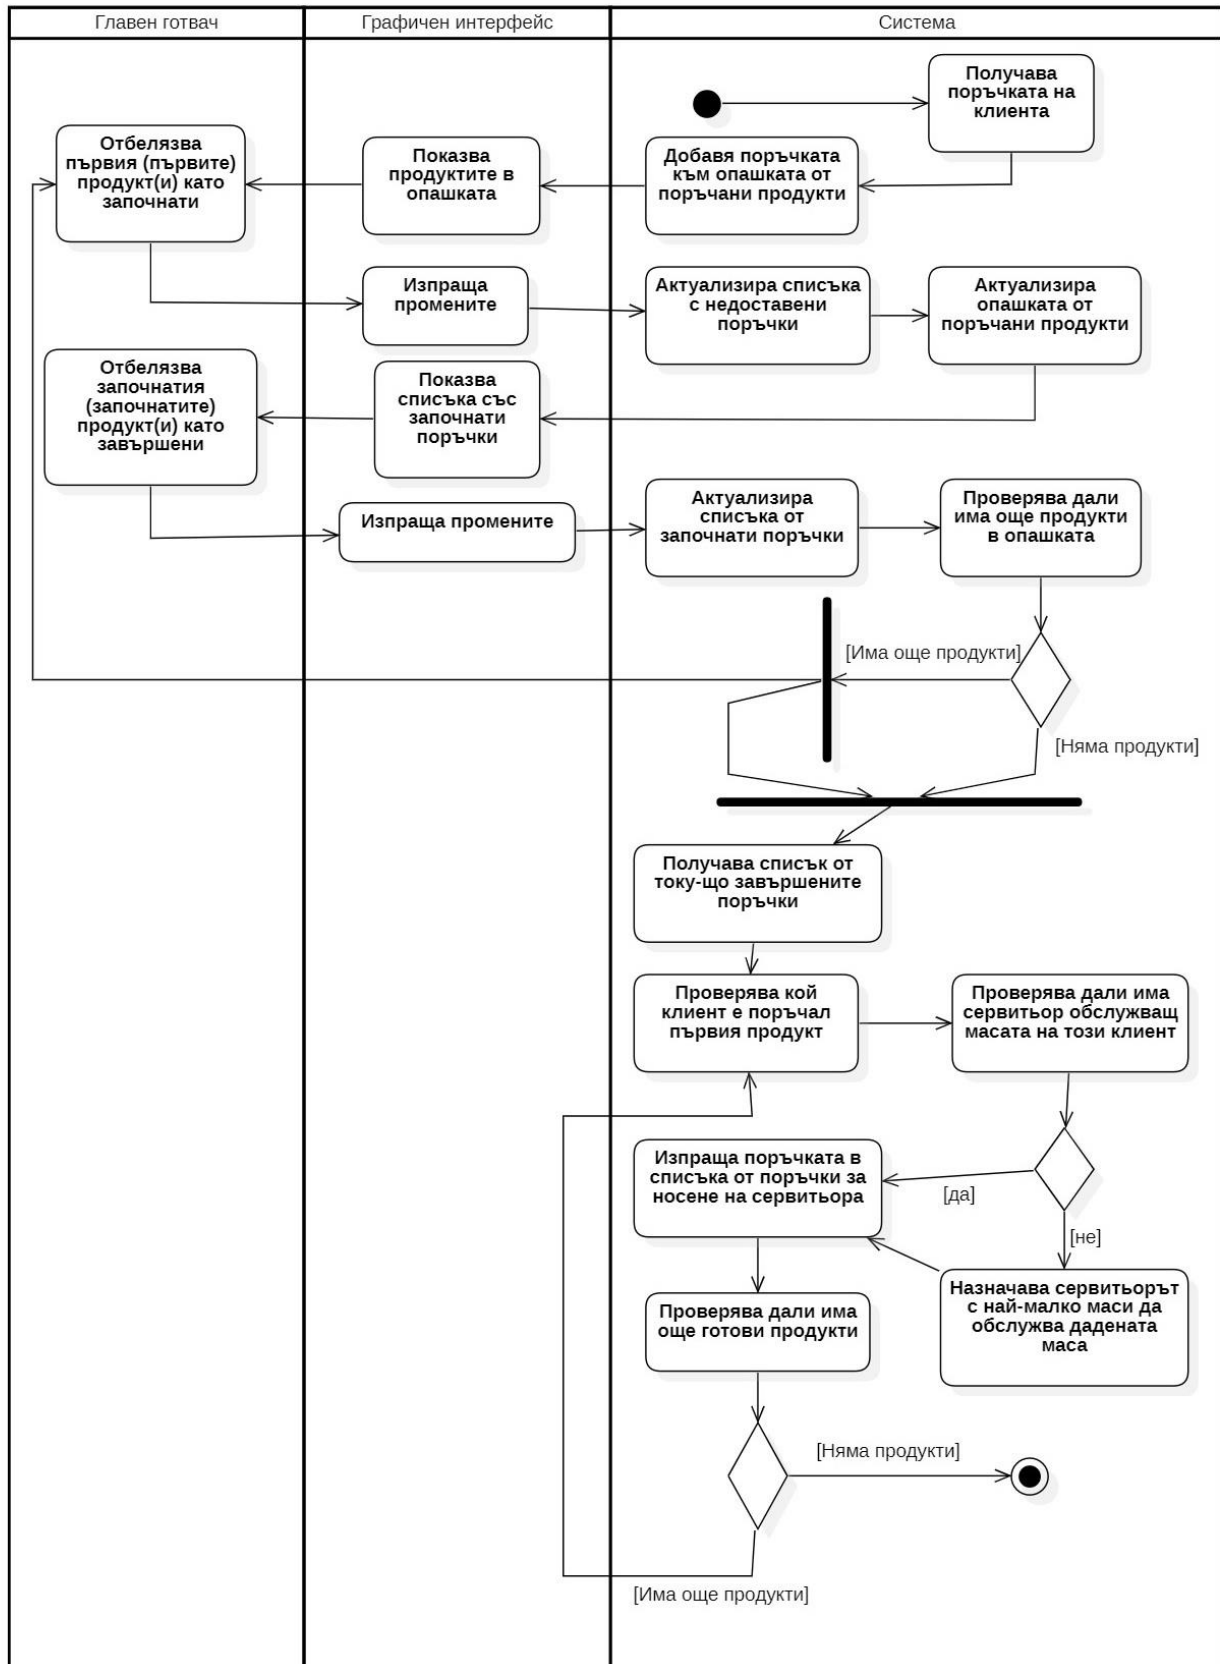 Главен готвач
Графичен интерфейс
Система
Получава
поръчката на
клиента
Добавя поръчката
към опашката от
поръчани продукти
Показва
продуктите в
опашката
Отбелязва
първия (първите)
продукт(и) като
започнати
Изпраща
промените
Актуализира списъка
с недоставени
поръчки
Актуализира
опашката от
поръчани продукти
Показва
списъка със
започнати
поръчки
Отбелязва
започнатия
(започнатите)
продукт(и) като
завършени
Изпраща промените
Актуализира
списъка от
започнати поръчки
Проверява дали
има още продукти
в опашката
[Има още продукти]
[Няма продукти]
Получава списък от
току-що завършените
поръчки
Проверява кой
клиент е поръчал
първия продукт
Проверява дали има
сервитьор обслужващ
масата на този клиент
[да]
[не]
Изпраща поръчката в
списъка от поръчки за
носене на сервитьора
Назначава сервитьорът
с най-малко маси да
обслужва дадената
маса
Проверява дали има
още готови продукти
[Няма продукти]
[Има още продукти]